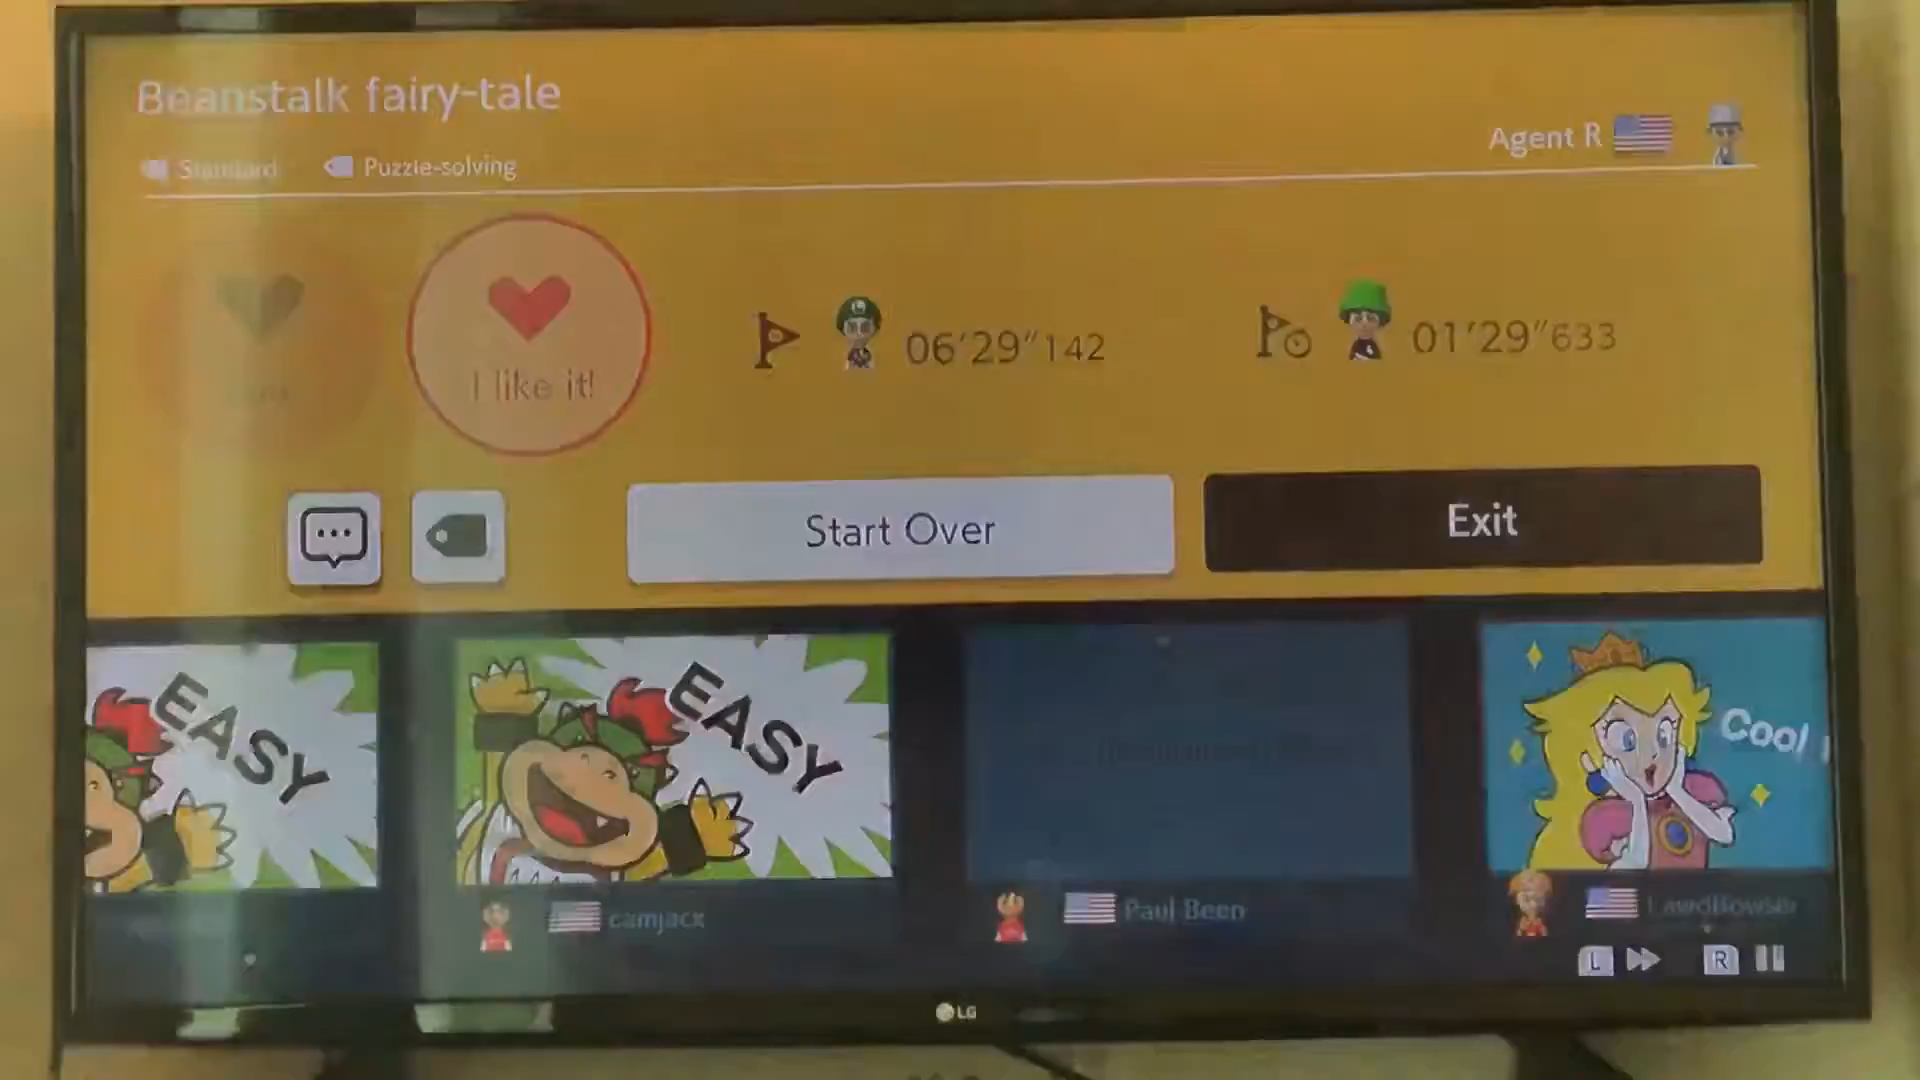 Beanstalk fairy-tale
Agent R
Standard
Puzzle-solving
L
I like it!
06'29"142
01'29"633
Start Over
Exit
EASY
EASY
Cool
camjack
Paul Been
LawdBowser
L
R
LG